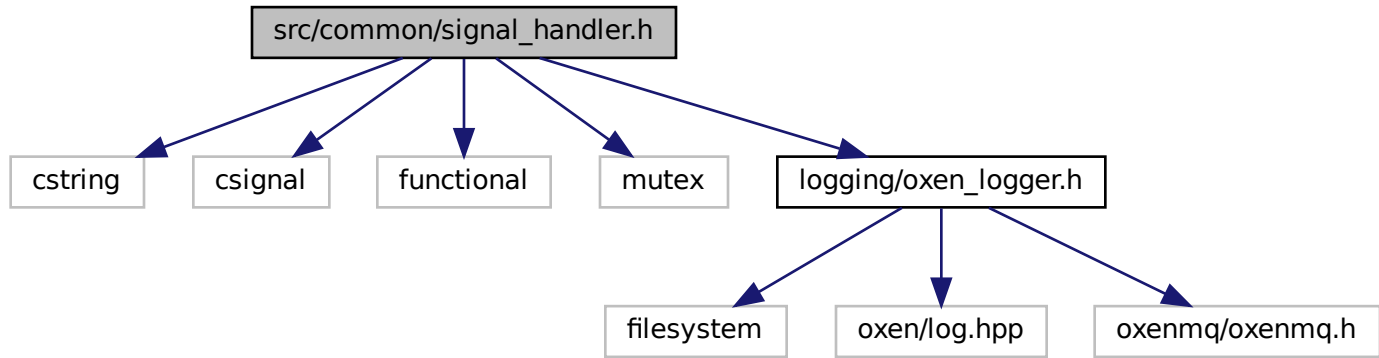 src/common/signal_handler.h
cstring
csignal
functional
mutex
logging/oxen_logger.h
filesystem
oxen/log.hpp
oxenmq/oxenmq.h